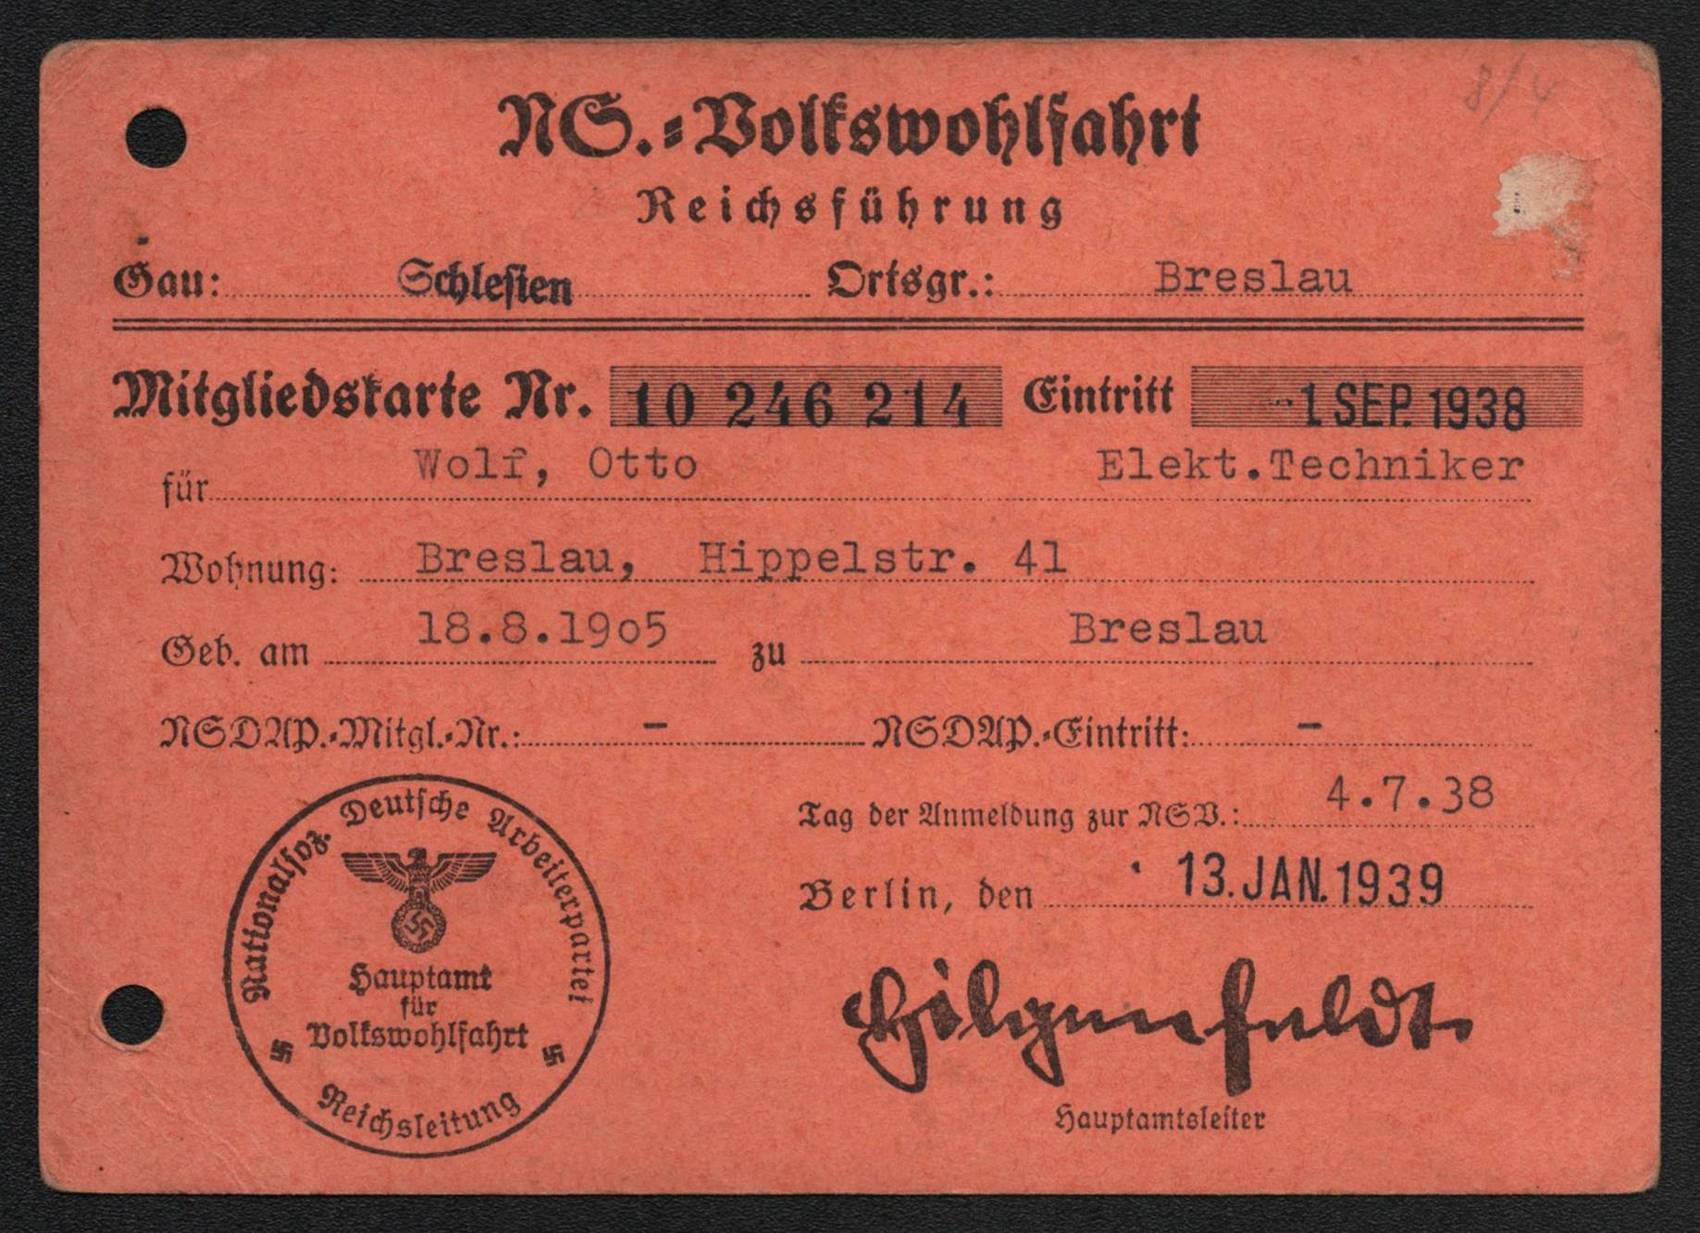 8/4
NS.-Volkswohlfahrt
Reichsführung
Gau: Schlesien Ortsgr.: Breslau
Mitgliedskarte Nr. 10 246 214 Eintritt -1 SEP. 1938
für Wolf, Otto Elekt.Techniker
Wohnung: Breslau, Hippelstr. 41
Geb. am 18.8.19o5 zu Breslau
NSDAP.-Mitgl.-Nr.: - NSDAP.-Eintritt: -
Tag der Anmeldung zur NSV.: 4.7.38
Berlin, den 13. JAN. 1939
Hilgenfeldt.
Hauptamtsleiter
Nationalsoz. Deutsche Arbeiterpartei
Hauptamt
für
Volkswohlfahrt
Reichsleitung